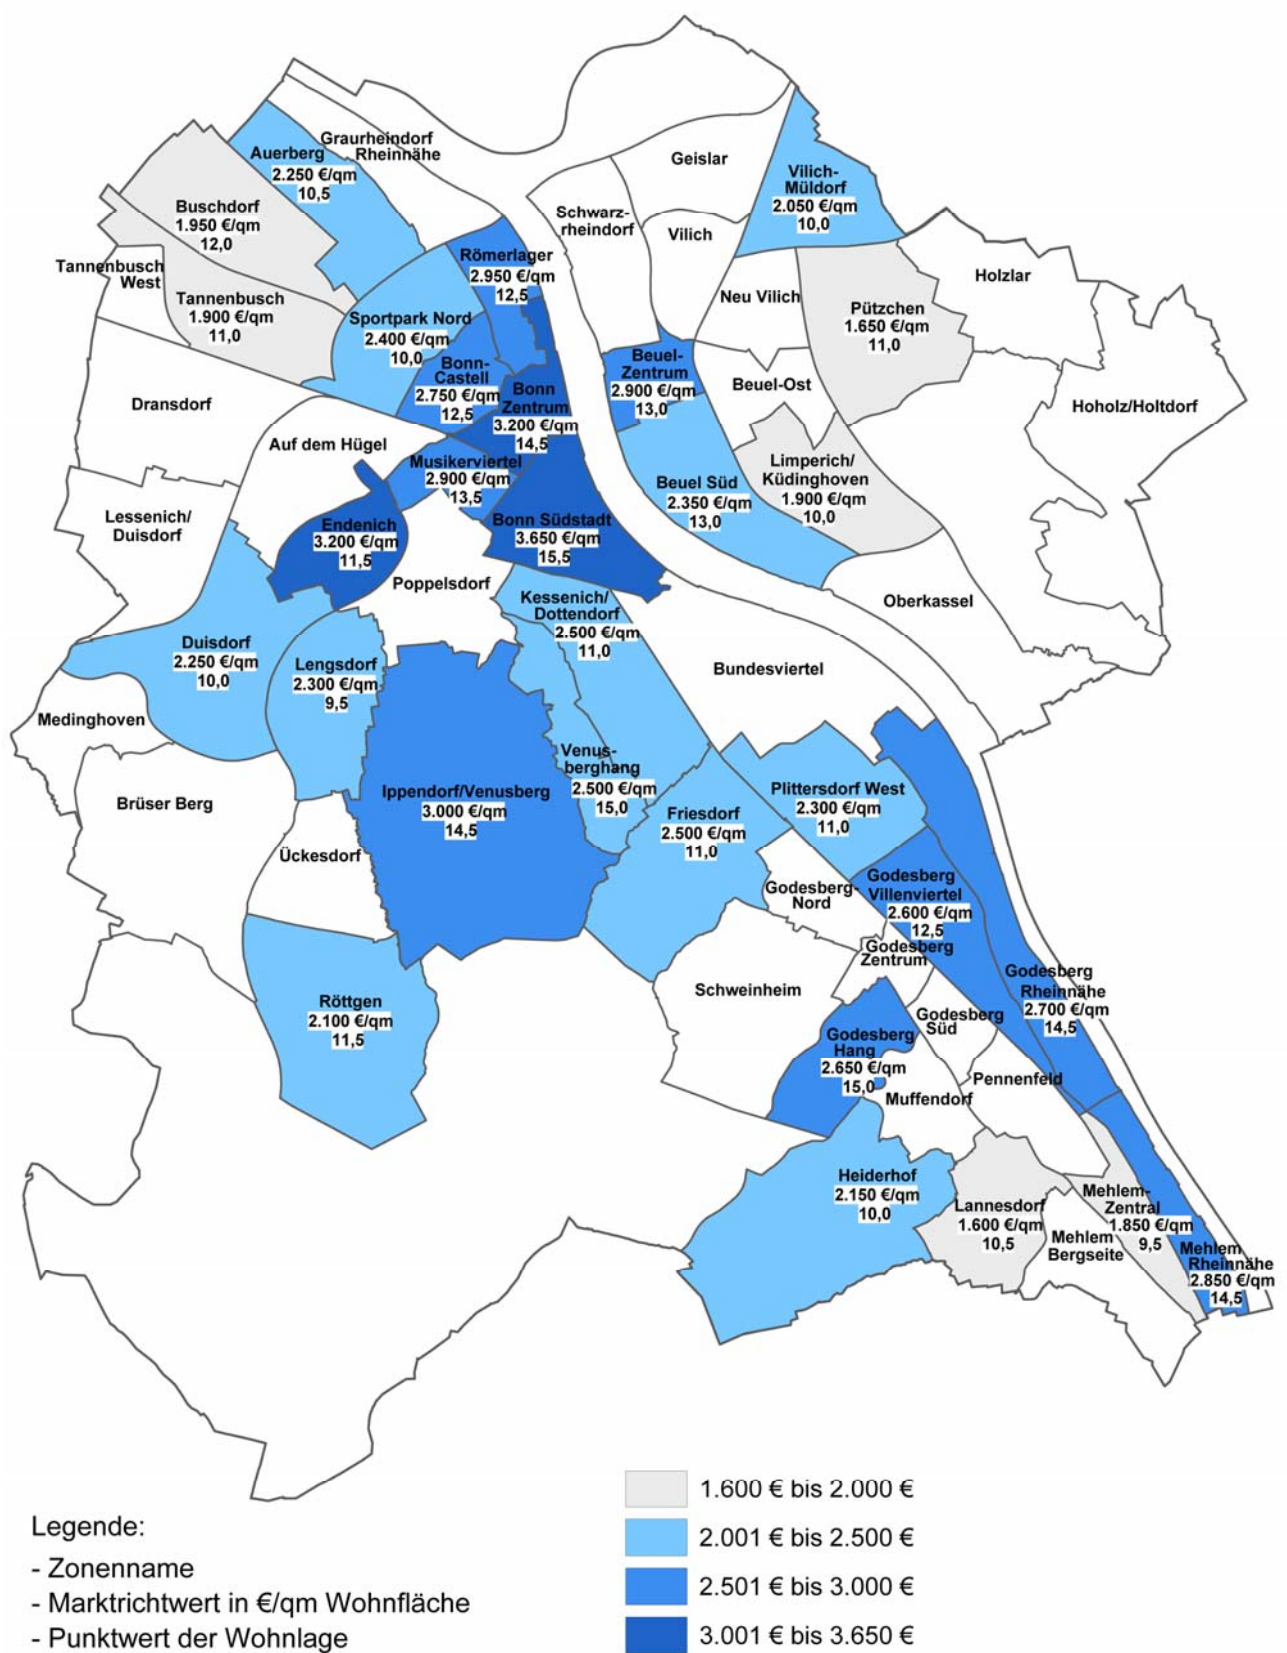 Graurheindorf
Rheinnähe
Auerberg
2.250 €/qm
10,5
Geislar
Vilich-
Müldorf
2.050 €/qm
10,0
Buschdorf
1.950 €/qm
12,0
Schwarz-
rheindorf
Vilich
Römerlager
2.950 €/qm
12,5
Tannenbusch
West
Tannenbusch
1.900 €/qm
11,0
Sportpark Nord
2.400 €/qm
10,0
Neu Vilich
Holzlar
Pützchen
1.650 €/qm
11,0
Bonn-
Castell
2.750 €/qm
12,5
Bonn
Zentrum
3.200 €/qm
14,5
Beuel-
Zentrum
2.900 €/qm
13,0
Beuel-Ost
Hoholz/Holtdorf
Dransdorf
Auf dem Hügel
Musikerviertel
2.900 €/qm
13,5
Limperich/
Küdinghoven
1.900 €/qm
10,0
Beuel Süd
2.350 €/qm
13,0
Lessenich/
Duisdorf
Endenich
3.200 €/qm
11,5
Bonn Südstadt
3.650 €/qm
15,5
Poppelsdorf
Kessenich/
Dottendorf
2.500 €/qm
11,0
Oberkassel
Duisdorf
2.250 €/qm
10,0
Lengsdorf
2.300 €/qm
9,5
Bundesviertel
Medinghoven
Venus-
berghang
2.500 €/qm
15,0
Brüser Berg
Ippendorf/Venusberg
3.000 €/qm
14,5
Plittersdorf West
2.300 €/qm
11,0
Friesdorf
2.500 €/qm
11,0
Ückesdorf
Godesberg-
Nord
Godesberg
Villenviertel
2.600 €/qm
12,5
Godesberg
Zentrum
Schweinheim
Godesberg
Rheinnähe
2.700 €/qm
14,5
Röttgen
2.100 €/qm
11,5
Godesberg
Süd
Godesberg
Hang
2.650 €/qm
15,0
Pennenfeld
Muffendorf
Heiderhof
2.150 €/qm
10,0
Lannesdorf
1.600 €/qm
10,5
Mehlem-
Zentral
1.850 €/qm
9,5
Mehlem
Bergseite
Mehlem
Rheinnähe
2.850 €/qm
14,5
Legende:
- Zonenname
- Marktrichtwert in €/qm Wohnfläche
- Punktwert der Wohnlage
1.600 € bis 2.000 €
2.001 € bis 2.500 €
2.501 € bis 3.000 €
3.001 € bis 3.650 €